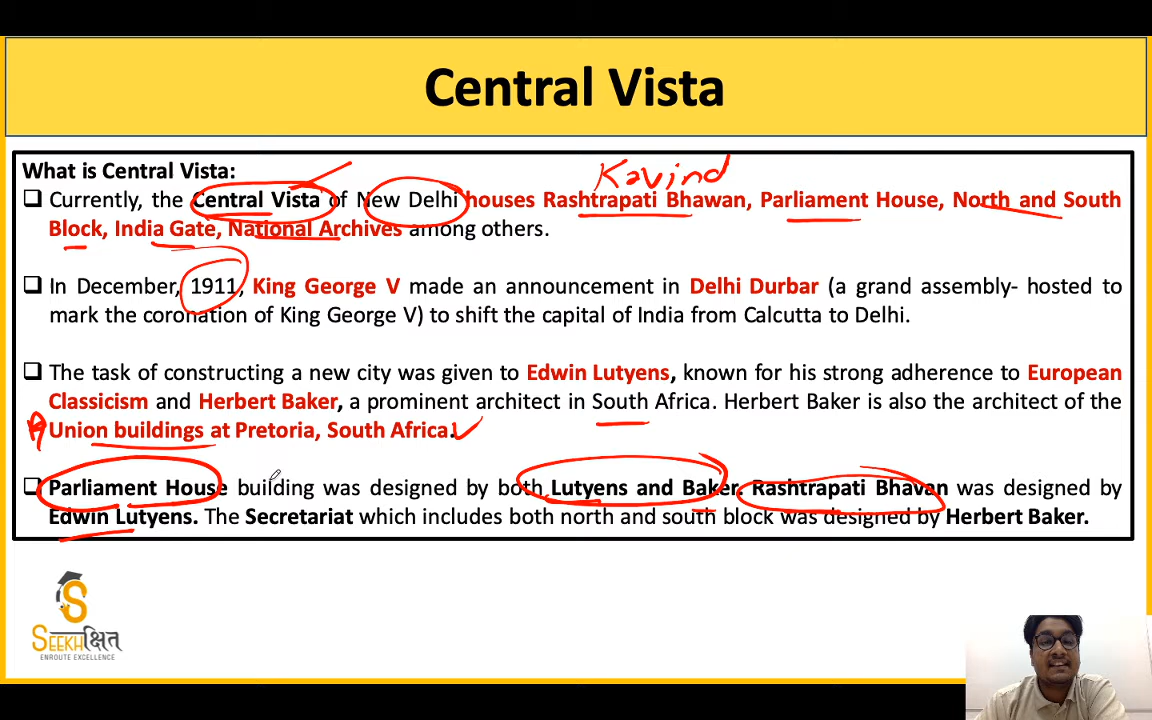 Central Vista
What is Central Vista:
Kovind
❑ Currently, the Central Vista of New Delhi houses Rashtrapati Bhawan, Parliament House, North and South
Block, India Gate, National Archives among others.
❑ In December, 1911, King George V made an announcement in Delhi Durbar (a grand assembly- hosted to
mark the coronation of King George V) to shift the capital of India from Calcutta to Delhi.
❑ The task of constructing a new city was given to Edwin Lutyens, known for his strong adherence to European
Classicism and Herbert Baker, a prominent architect in South Africa. Herbert Baker is also the architect of the
Union buildings at Pretoria, South Africa.
❑ Parliament House building was designed by both Lutyens and Baker. Rashtrapati Bhavan was designed by
Edwin Lutyens. The Secretariat which includes both north and south block was designed by Herbert Baker.
S
SEEKHक्षित
ENROUTE EXCELLENCE